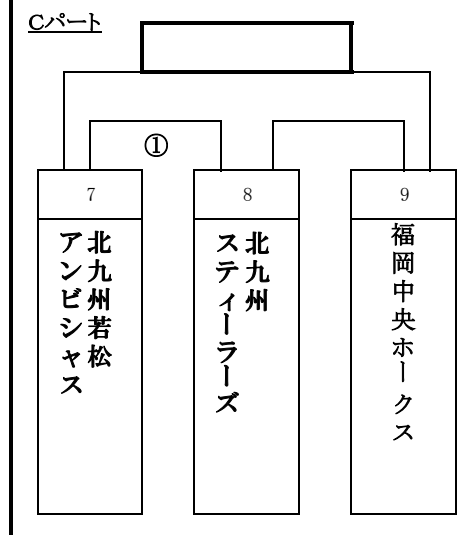 Cパート
①
7
北九州若松
アンビシャス
8
北九州
スティーラーズ
9
福岡中央ホークス